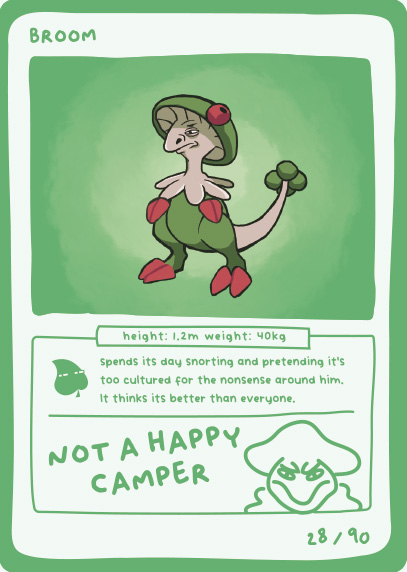 BROOM
height: 1.2m weight: 40kg
Spends its day snorting and pretending it's
too cultured for the nonsense around him.
It thinks its better than everyone.
NOT A HAPPY
CAMPER
28/90